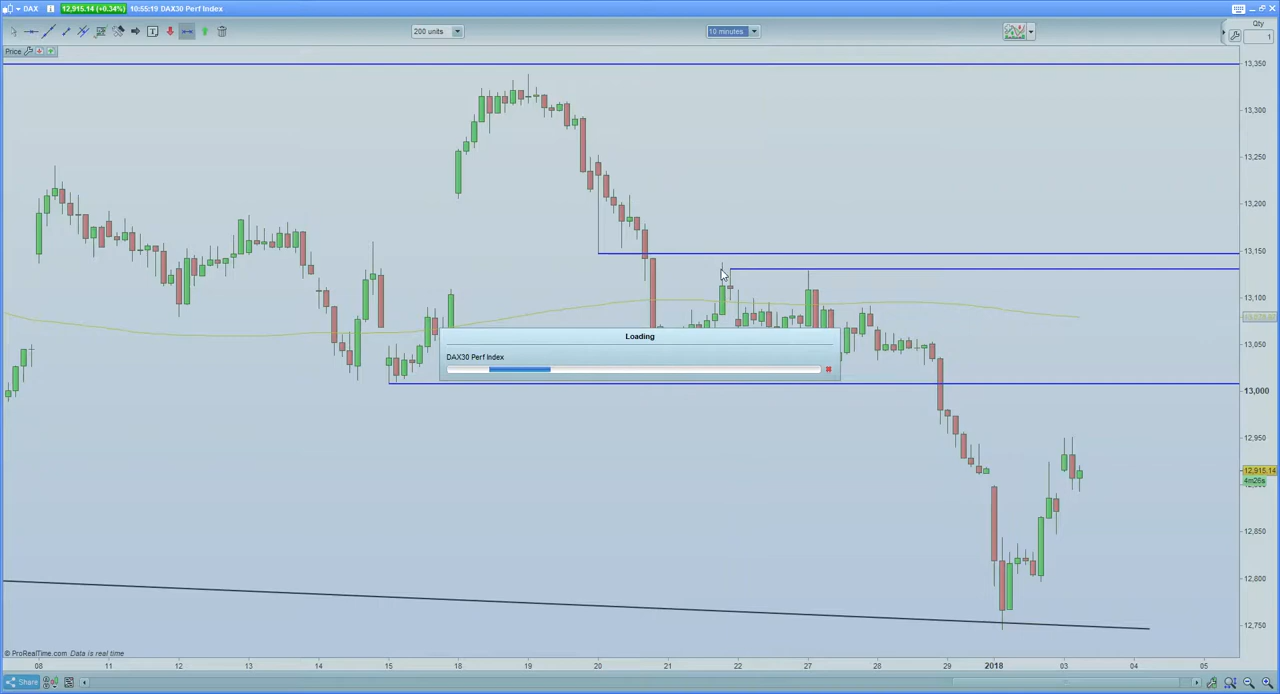 DAX 12,915.14 (+0.34%) 10:55:19 DAX30 Perf Index
200 units 10 minutes Qty
1
Price
13,350
13,300
13,250
13,200
13,150
13,100
13,050
13,000
12,950
12,915.14
4m26s
12,850
12,800
12,750
Loading
DAX30 Perf Index
© ProRealTime.com Data is real time
08 11 12 13 14 15 18 19 20 21 22 27 28 29 2018 03 04 05
Share